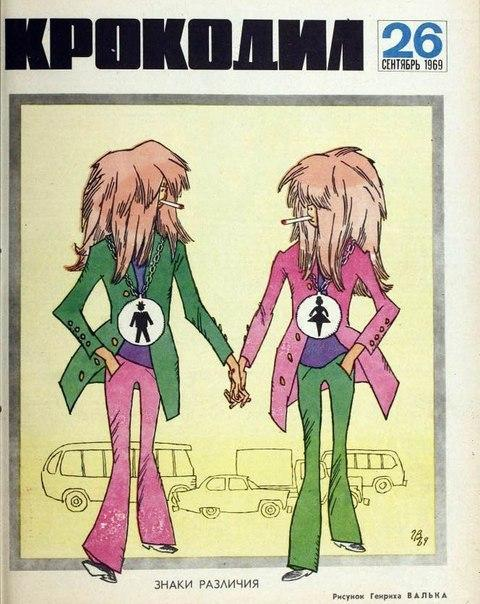 КРОКОДИЛ
26
СЕНТЯБРЬ 1969
ЗНАКИ РАЗЛИЧИЯ
Рисунок Генриха ВАЛЬКА